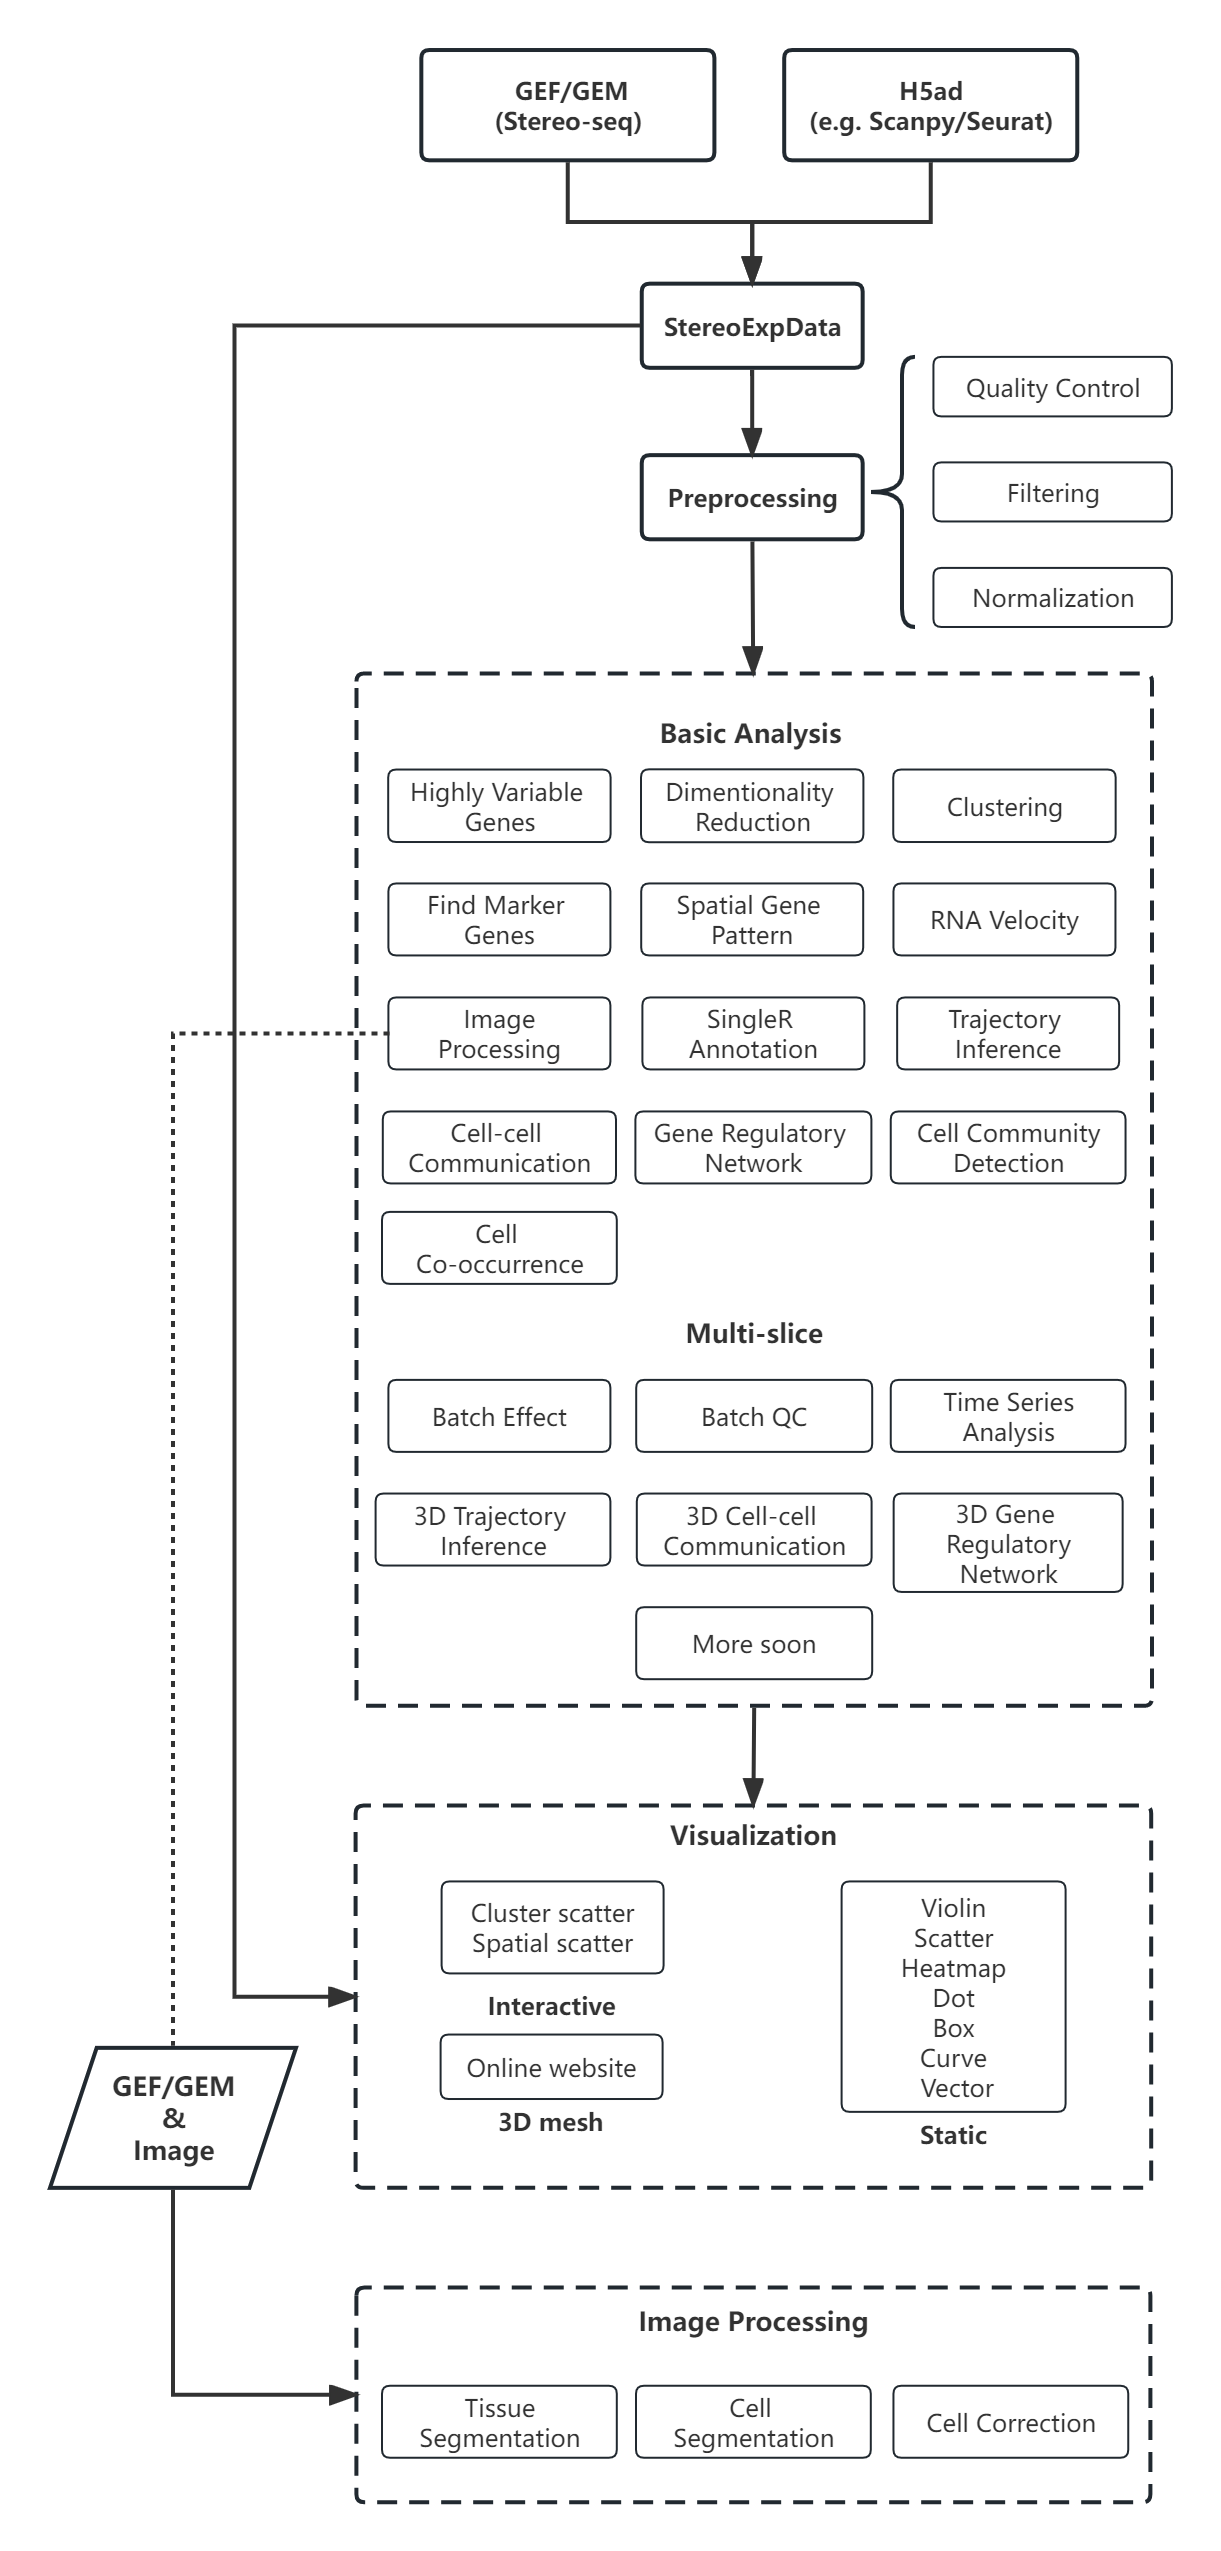 GEF/GEM
(Stereo-seq)
H5ad
(e.g. Scanpy/Seurat)
StereoExpData
Preprocessing
Quality Control
Filtering
Normalization
Basic Analysis
Highly Variable
Genes
Dimentionality
Reduction
Clustering
Find Marker
Genes
Spatial Gene
Pattern
RNA Velocity
Image
Processing
SingleR
Annotation
Trajectory
Inference
Cell-cell
Communication
Gene Regulatory
Network
Cell Community
Detection
Cell
Co-occurrence
Multi-slice
Batch Effect
Batch QC
Time Series
Analysis
3D Trajectory
Inference
3D Cell-cell
Communication
3D Gene
Regulatory
Network
More soon
Visualization
Cluster scatter
Spatial scatter
Interactive
Online website
3D mesh
Violin
Scatter
Heatmap
Dot
Box
Curve
Vector
Static
GEF/GEM
&
Image
Image Processing
Tissue
Segmentation
Cell
Segmentation
Cell Correction